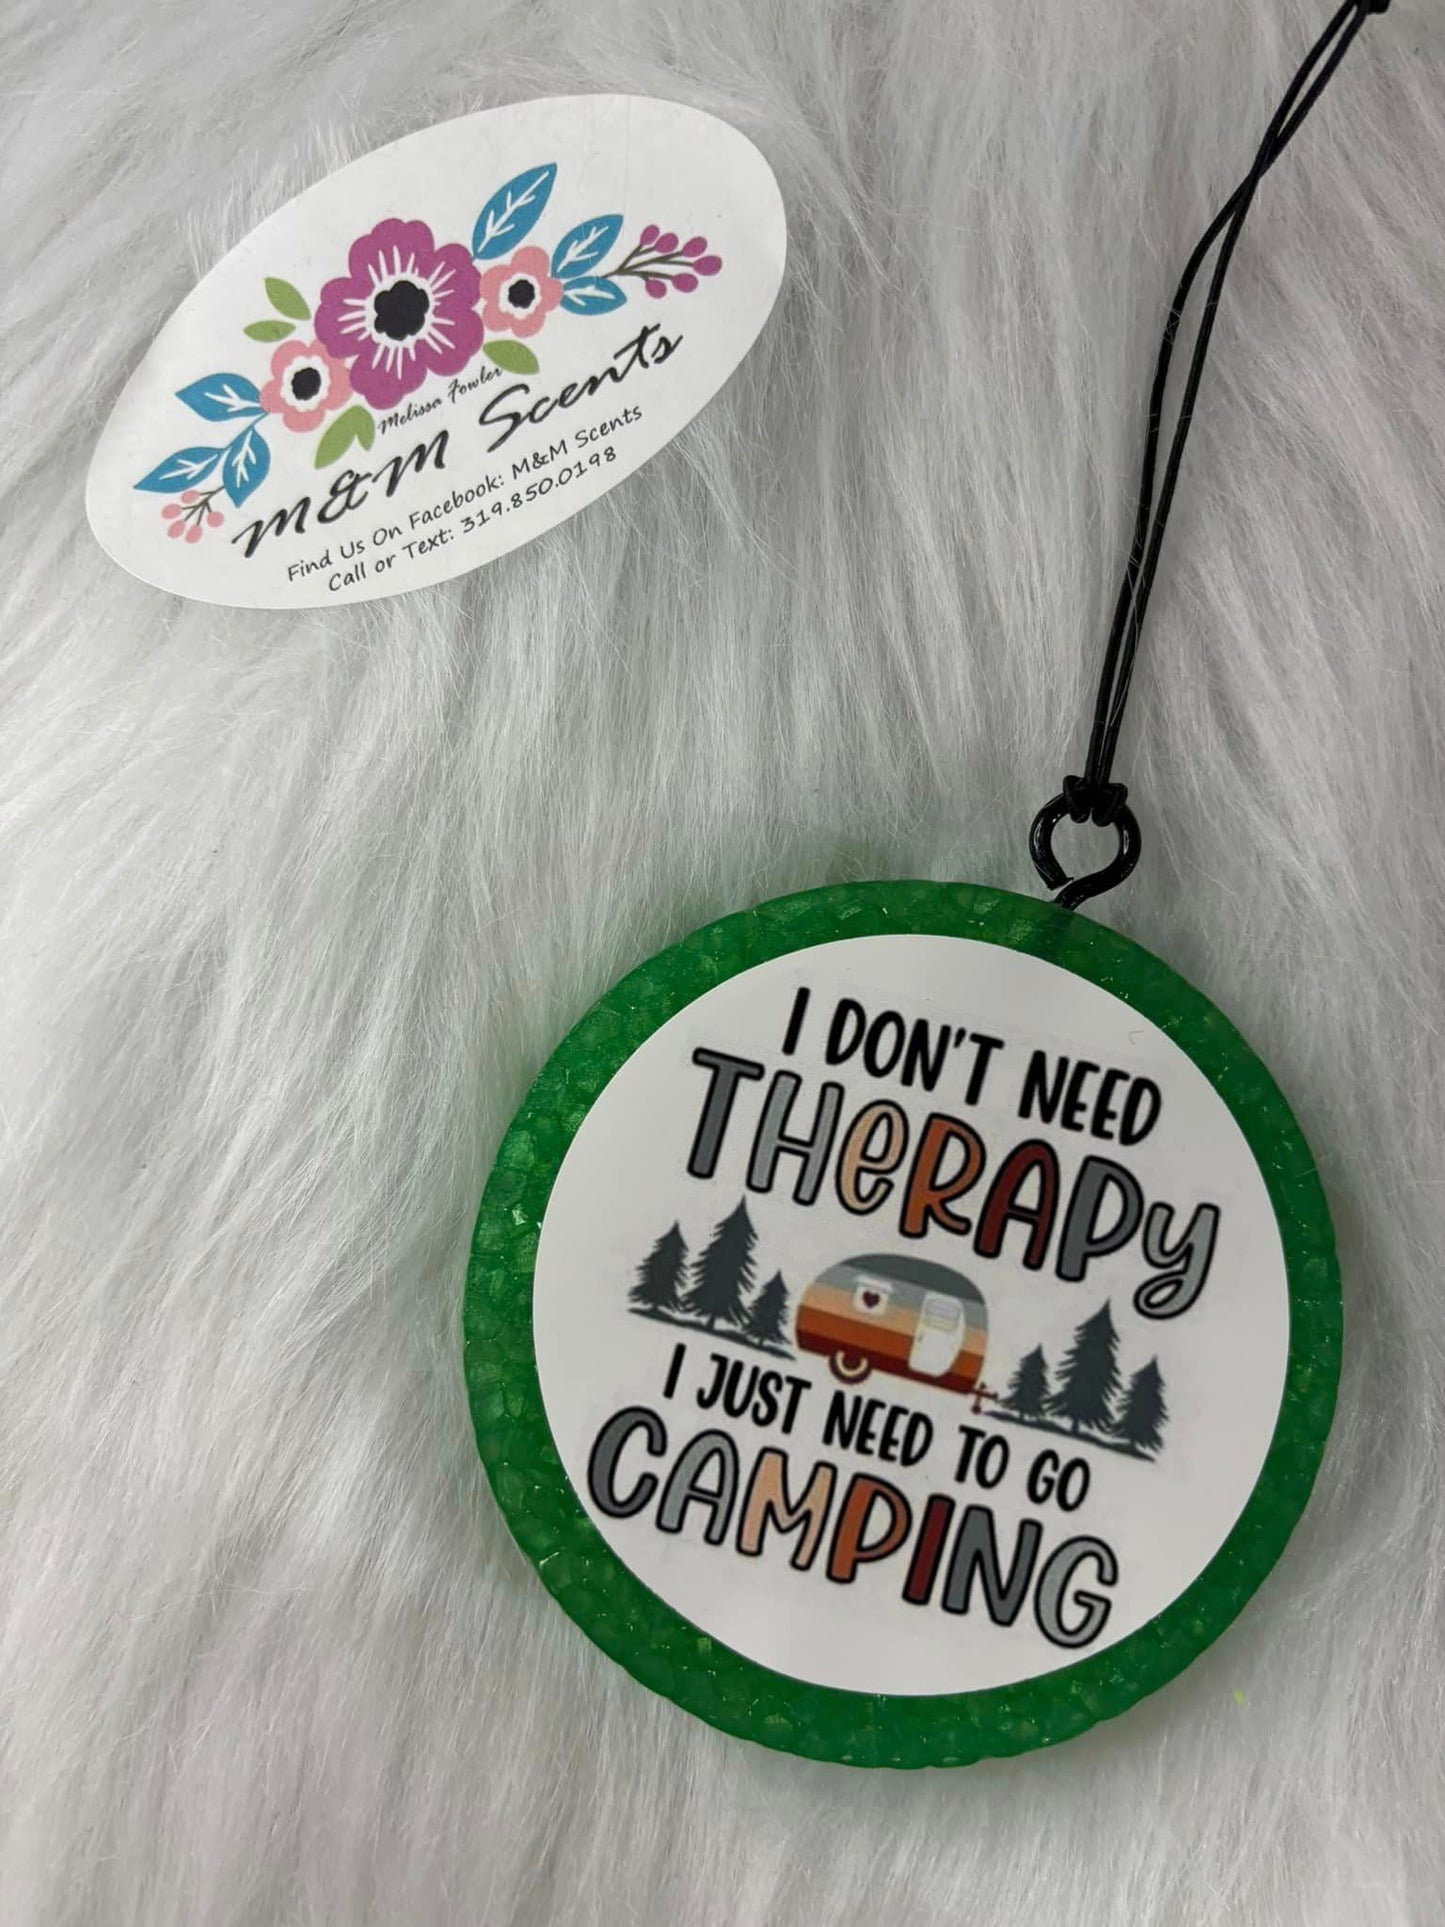 Melissa Fowler
M&M Scents
Find Us On Facebook: M&M Scents
Call or Text: 319.850.0198
I DON'T NEED
THeRAPy
I JUST NEED TO GO
CAMPING